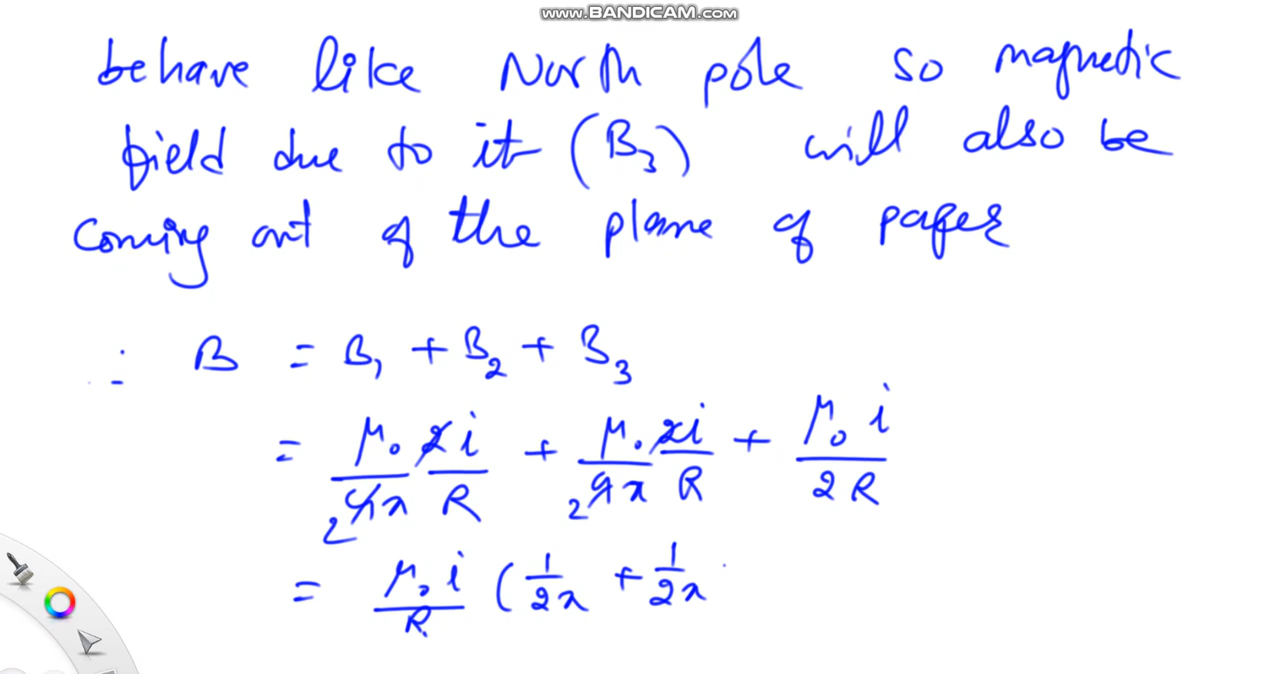 www.BANDICAM.com
behave like North pole so magnetic
field due to it (B₃) will also be
coming out of the plane of paper
∴ B = B₁ + B₂ + B₃
= μ₀/4π 2i/R + μ₀/4π 2i/R + μ₀ i/2R
2 2
= μ₀ i/R (1/2π + 1/2π